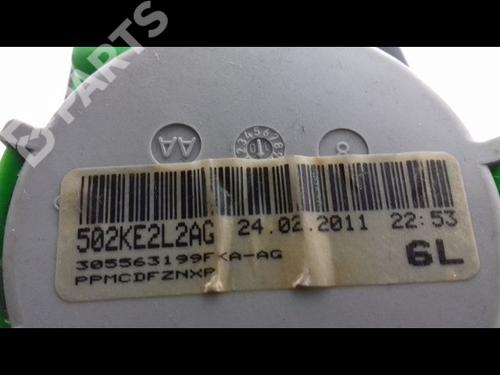 B-PARTS
AA
502KE2L2AG 24.02.2011 22:53
305563199FKA-AG 6L
PPMCDFZNXP